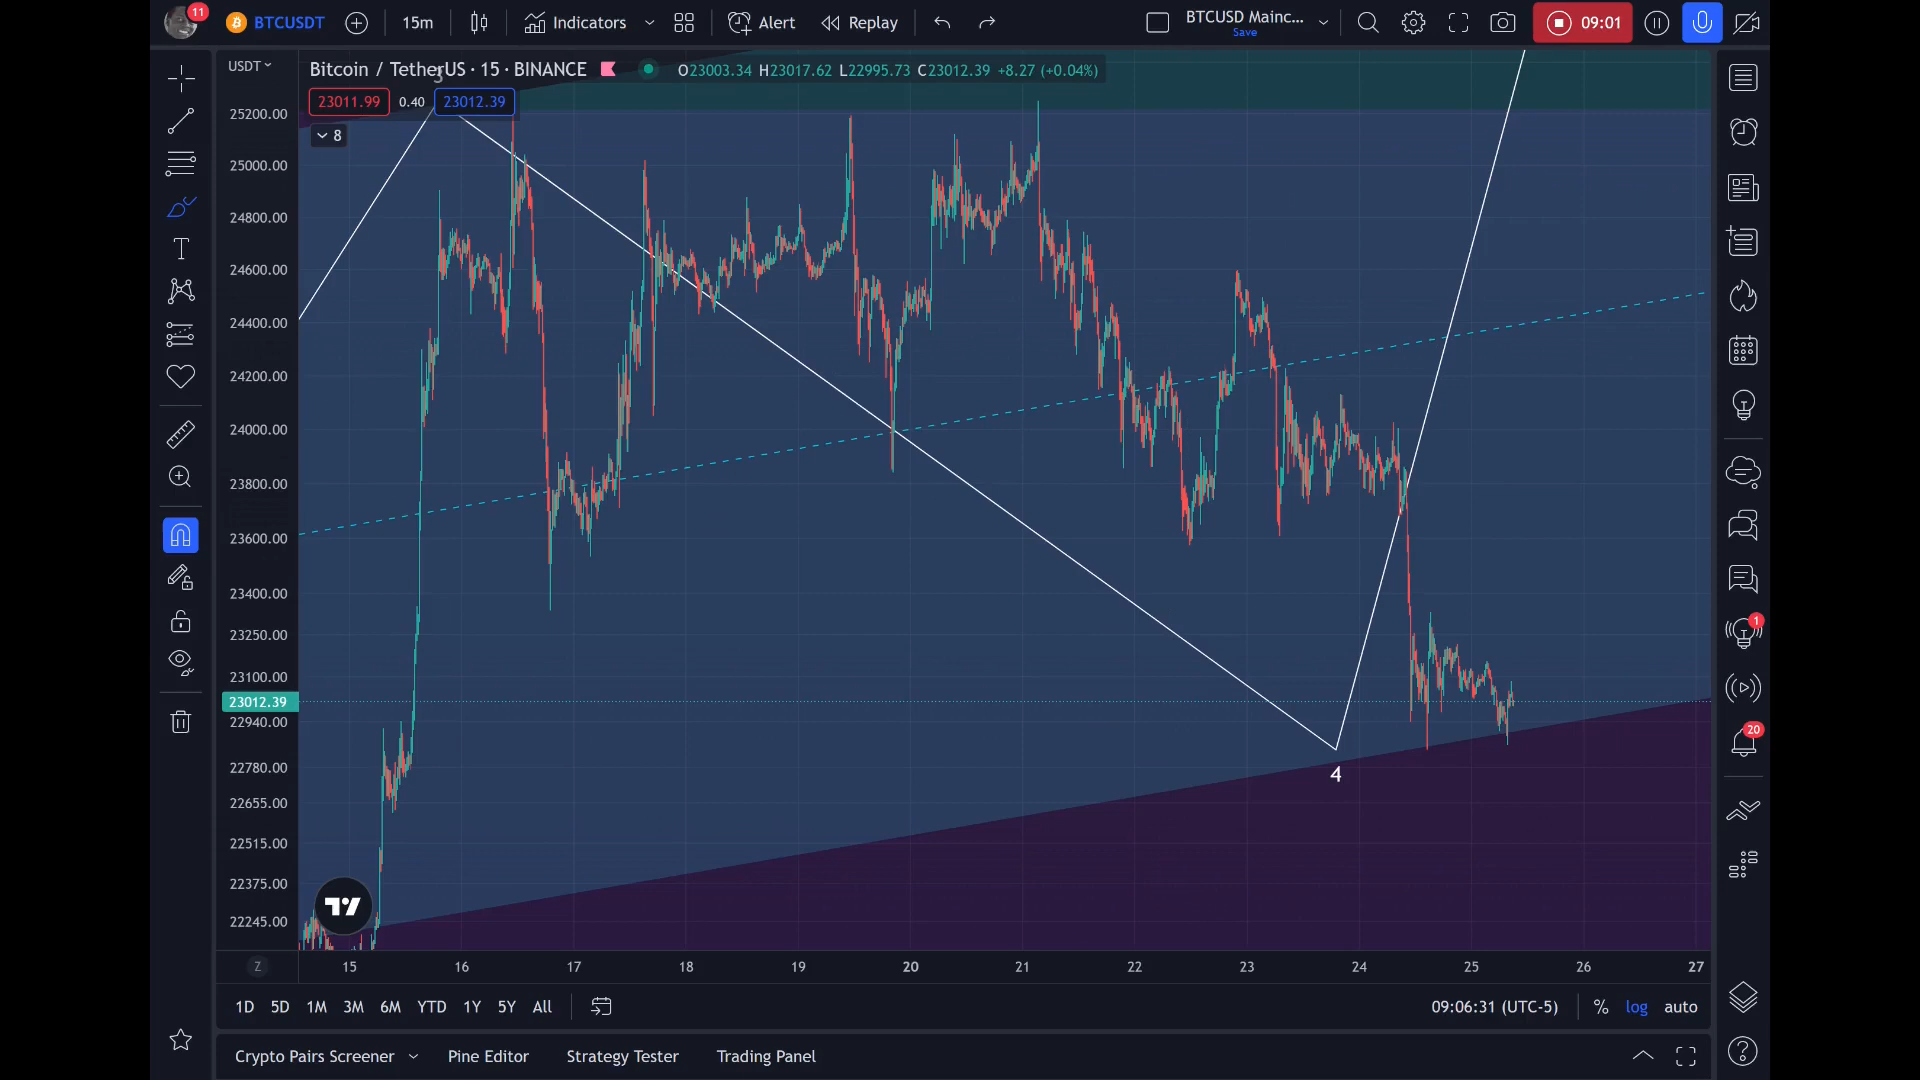 11
BTCUSDT
15m
Indicators
Alert
Replay
BTCUSD Mainc...
Save
09:01
USDT
Bitcoin / TetherUS · 15 · BINANCE
O23003.34 H23017.62 L22995.73 C23012.39 +8.27 (+0.04%)
3
23011.99 0.40 23012.39
8
25200.00
25000.00
24800.00
24600.00
24400.00
24200.00
24000.00
23800.00
23600.00
23400.00
23250.00
23100.00
23012.39
22940.00
22780.00
22655.00
22515.00
22375.00
22245.00
4
1
20
Z
15 16 17 18 19 20 21 22 23 24 25 26 27
1D 5D 1M 3M 6M YTD 1Y 5Y All
09:06:31 (UTC-5) % log auto
Crypto Pairs Screener Pine Editor Strategy Tester Trading Panel